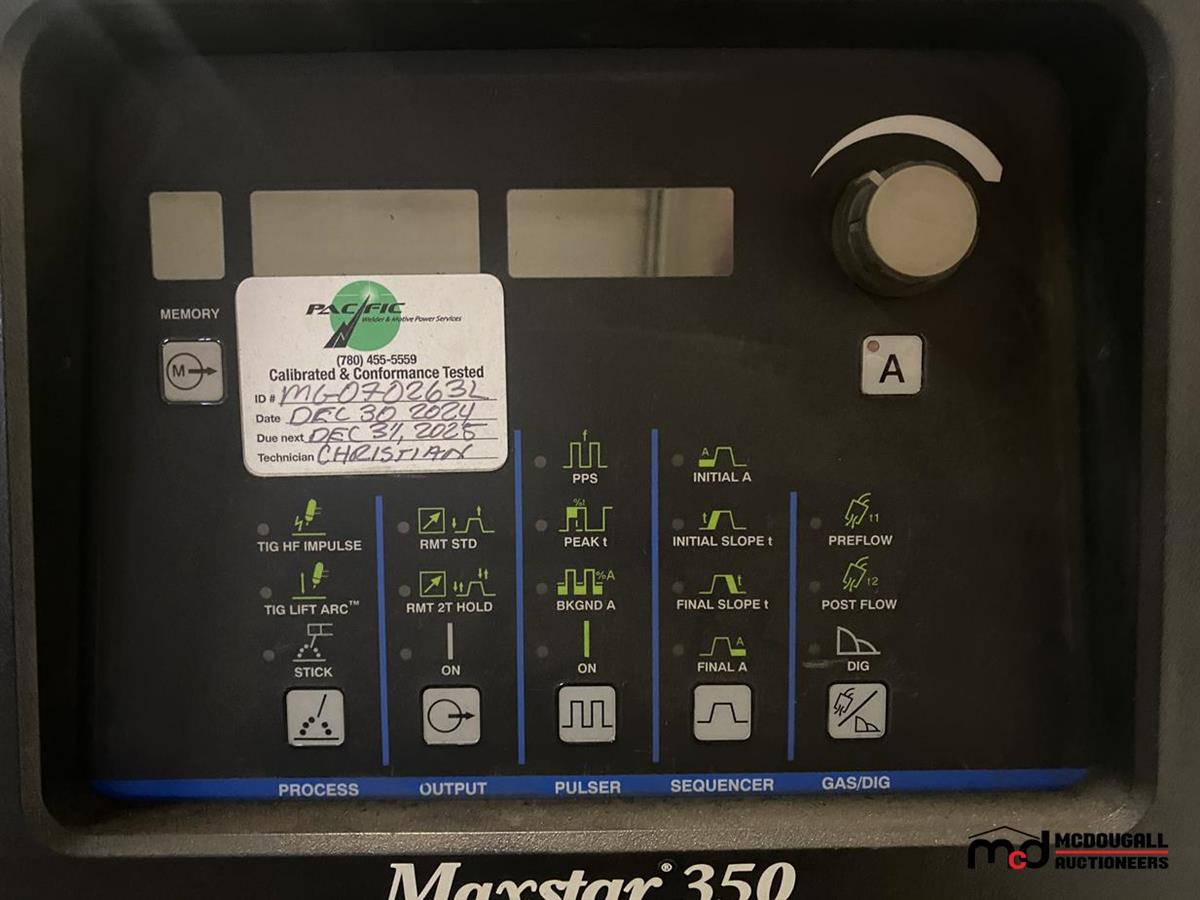 MEMORY
M
PACIFIC
Welder & Motive Power Services
(780) 455-5559
Calibrated & Conformance Tested
ID # MG070263L
Date DEC 30 2024
Due next DEC 31, 2025
Technician CHRISTIAN
A
f
PPS
A
INITIAL A
TIG HF IMPULSE
RMT STD
%t
PEAK t
t
INITIAL SLOPE t
t1
PREFLOW
TIG LIFT ARC™
RMT 2T HOLD
%A
BKGND A
t
FINAL SLOPE t
t2
POST FLOW
STICK
ON
ON
A
FINAL A
DIG
PROCESS
OUTPUT
PULSER
SEQUENCER
GAS/DIG
Maxstar® 350
mcd MCDOUGALL
AUCTIONEERS